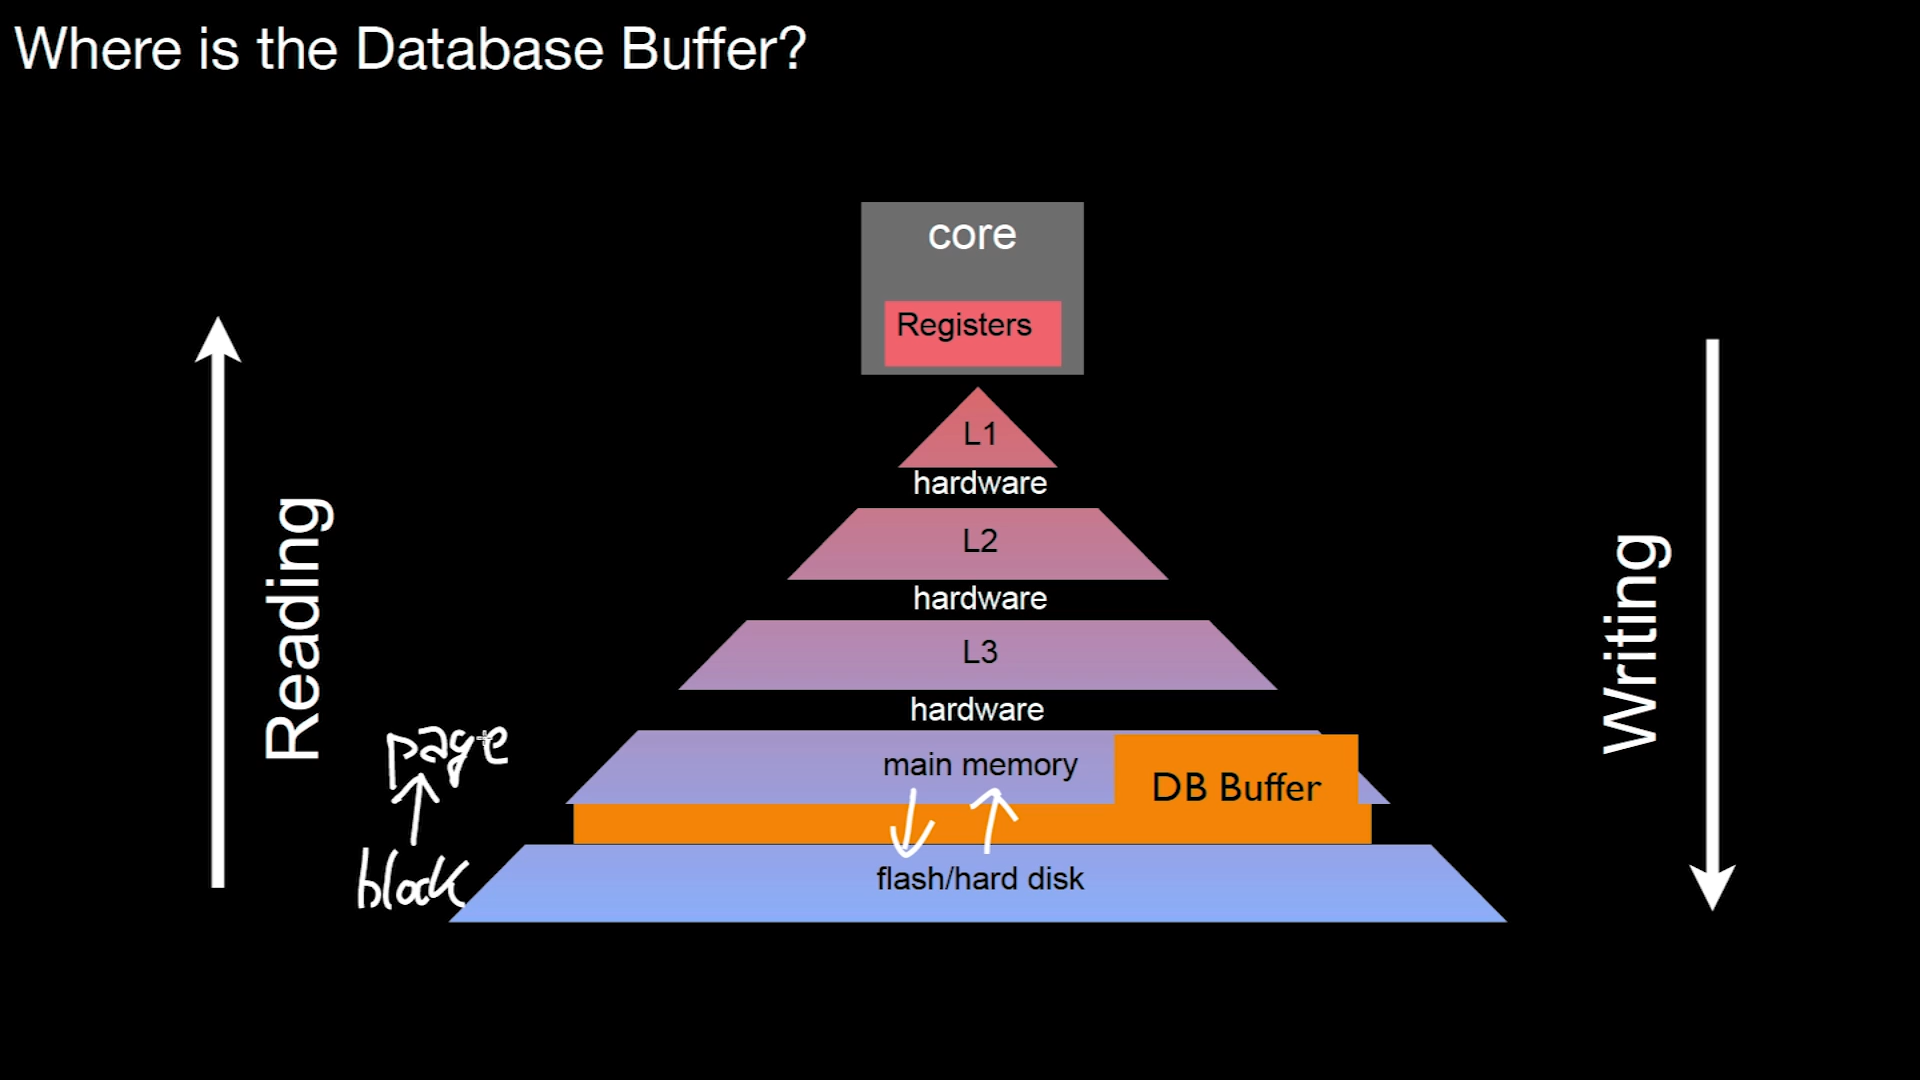 Where is the Database Buffer?
core
Registers
L1
hardware
L2
hardware
L3
hardware
main memory
DB Buffer
flash/hard disk
Reading
Writing
page
block